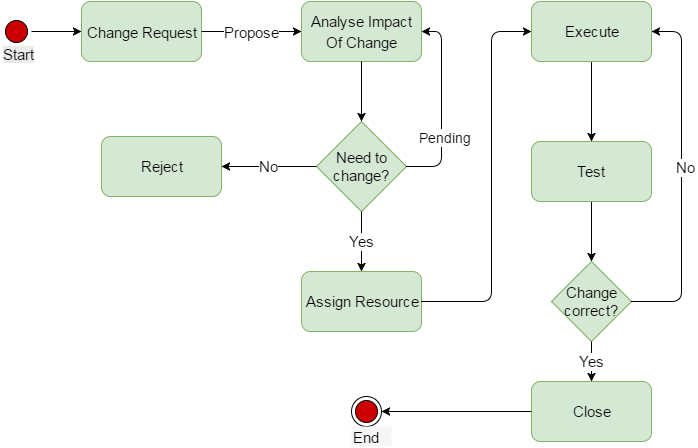 Start
Change Request
Propose
Analyse Impact
Of Change
Pending
Need to
change?
No
Reject
Yes
Assign Resource
Execute
Test
Change
correct?
No
Yes
Close
End